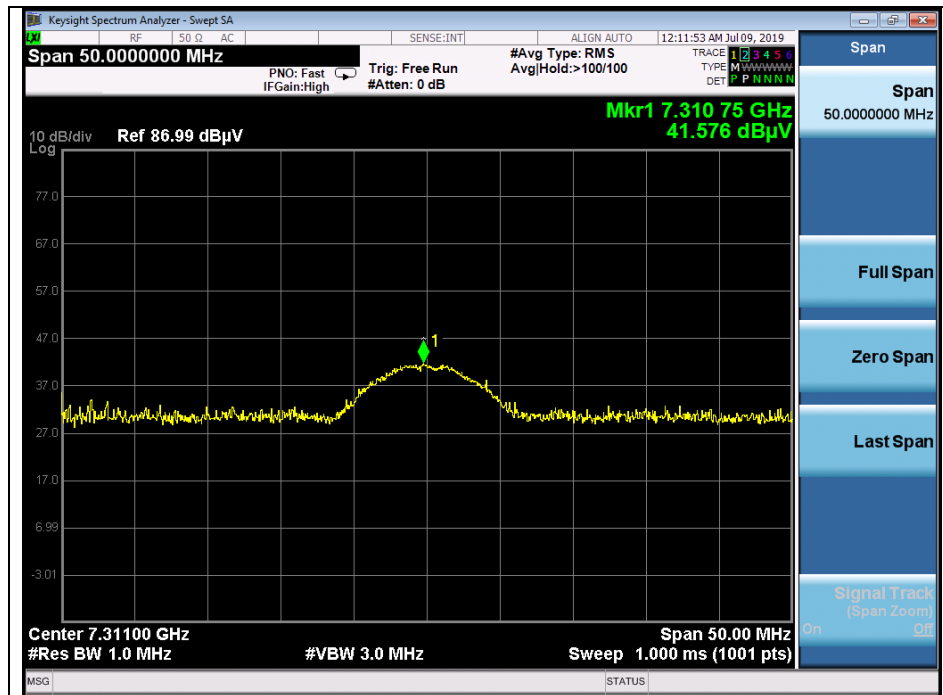 Keysight Spectrum Analyzer - Swept SA
LXI RF 50 Ω AC SENSE:INT ALIGN AUTO 12:11:53 AM Jul 09, 2019
Span 50.0000000 MHz
PNO: Fast
IFGain:High
Trig: Free Run
#Atten: 0 dB
#Avg Type: RMS
Avg|Hold:>100/100
TRACE 1 2 3 4 5 6
TYPE M WWWWW
DET P P N N N N
Mkr1 7.310 75 GHz
41.576 dBµV
10 dB/div Ref 86.99 dBµV
Log
77.0
67.0
57.0
47.0
37.0
27.0
17.0
6.99
-3.01
1
Center 7.31100 GHz
#Res BW 1.0 MHz
#VBW 3.0 MHz
Span 50.00 MHz
Sweep 1.000 ms (1001 pts)
MSG
STATUS
Span
Span
50.0000000 MHz
Full Span
Zero Span
Last Span
Signal Track
(Span Zoom)
On Off